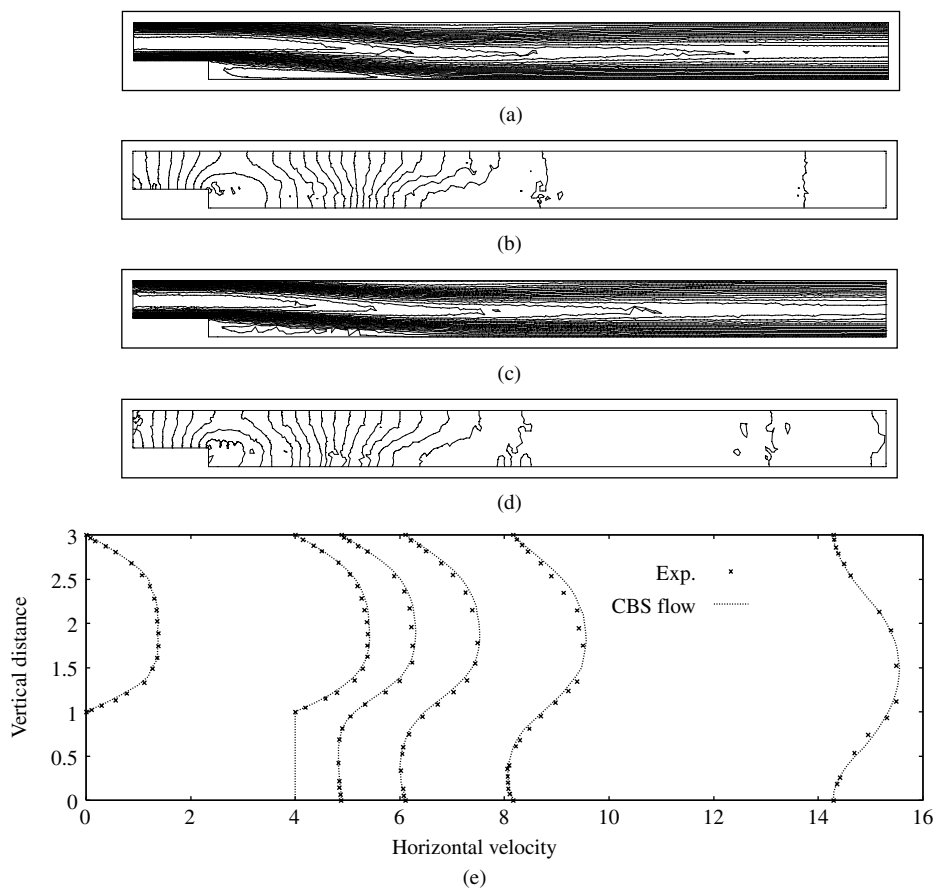 (a)
(b)
(c)
(d)
3
2.5
2
1.5
1
0.5
0
Vertical distance
Exp.
CBS flow
0 2 4 6 8 10 12 14 16
Horizontal velocity
(e)